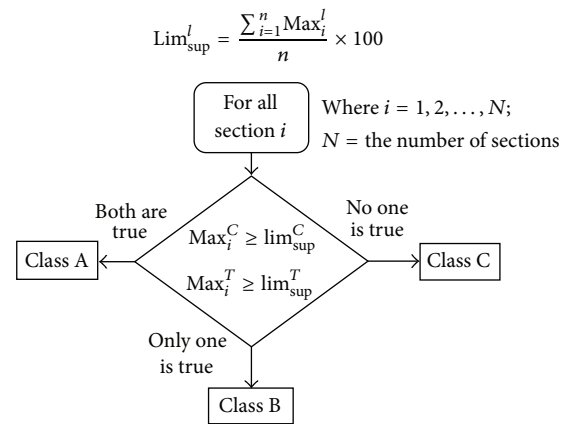 Lim^l_sup = (∑^n_{i=1} Max^l_i / n) × 100
For all
section i
Where i = 1, 2, . . . , N;
N = the number of sections
Both are
true
No one
is true
Max^C_i ≥ lim^C_sup
Class A
Class C
Max^T_i ≥ lim^T_sup
Only one
is true
Class B